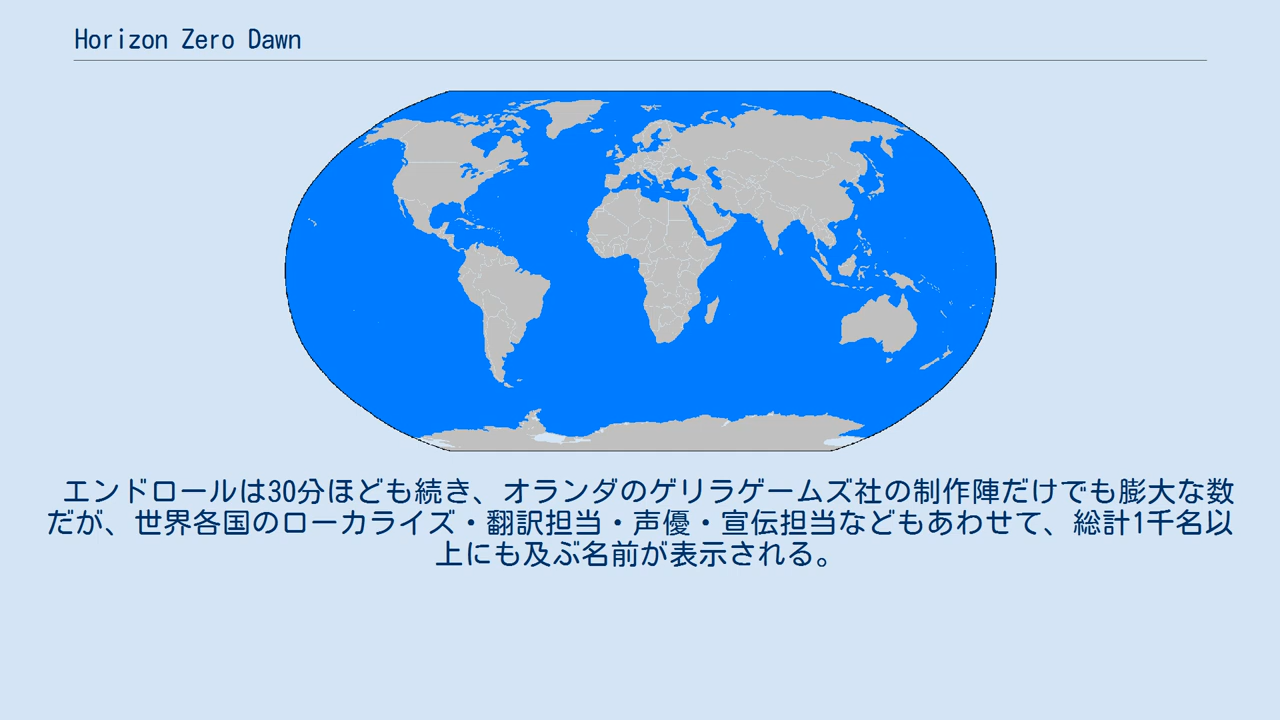 Horizon Zero Dawn
エンドロールは30分ほども続き、オランダのゲリラゲームズ社の制作陣だけでも膨大な数
だが、世界各国のローカライズ・翻訳担当・声優・宣伝担当などもあわせて、総計1千名以
上にも及ぶ名前が表示される。